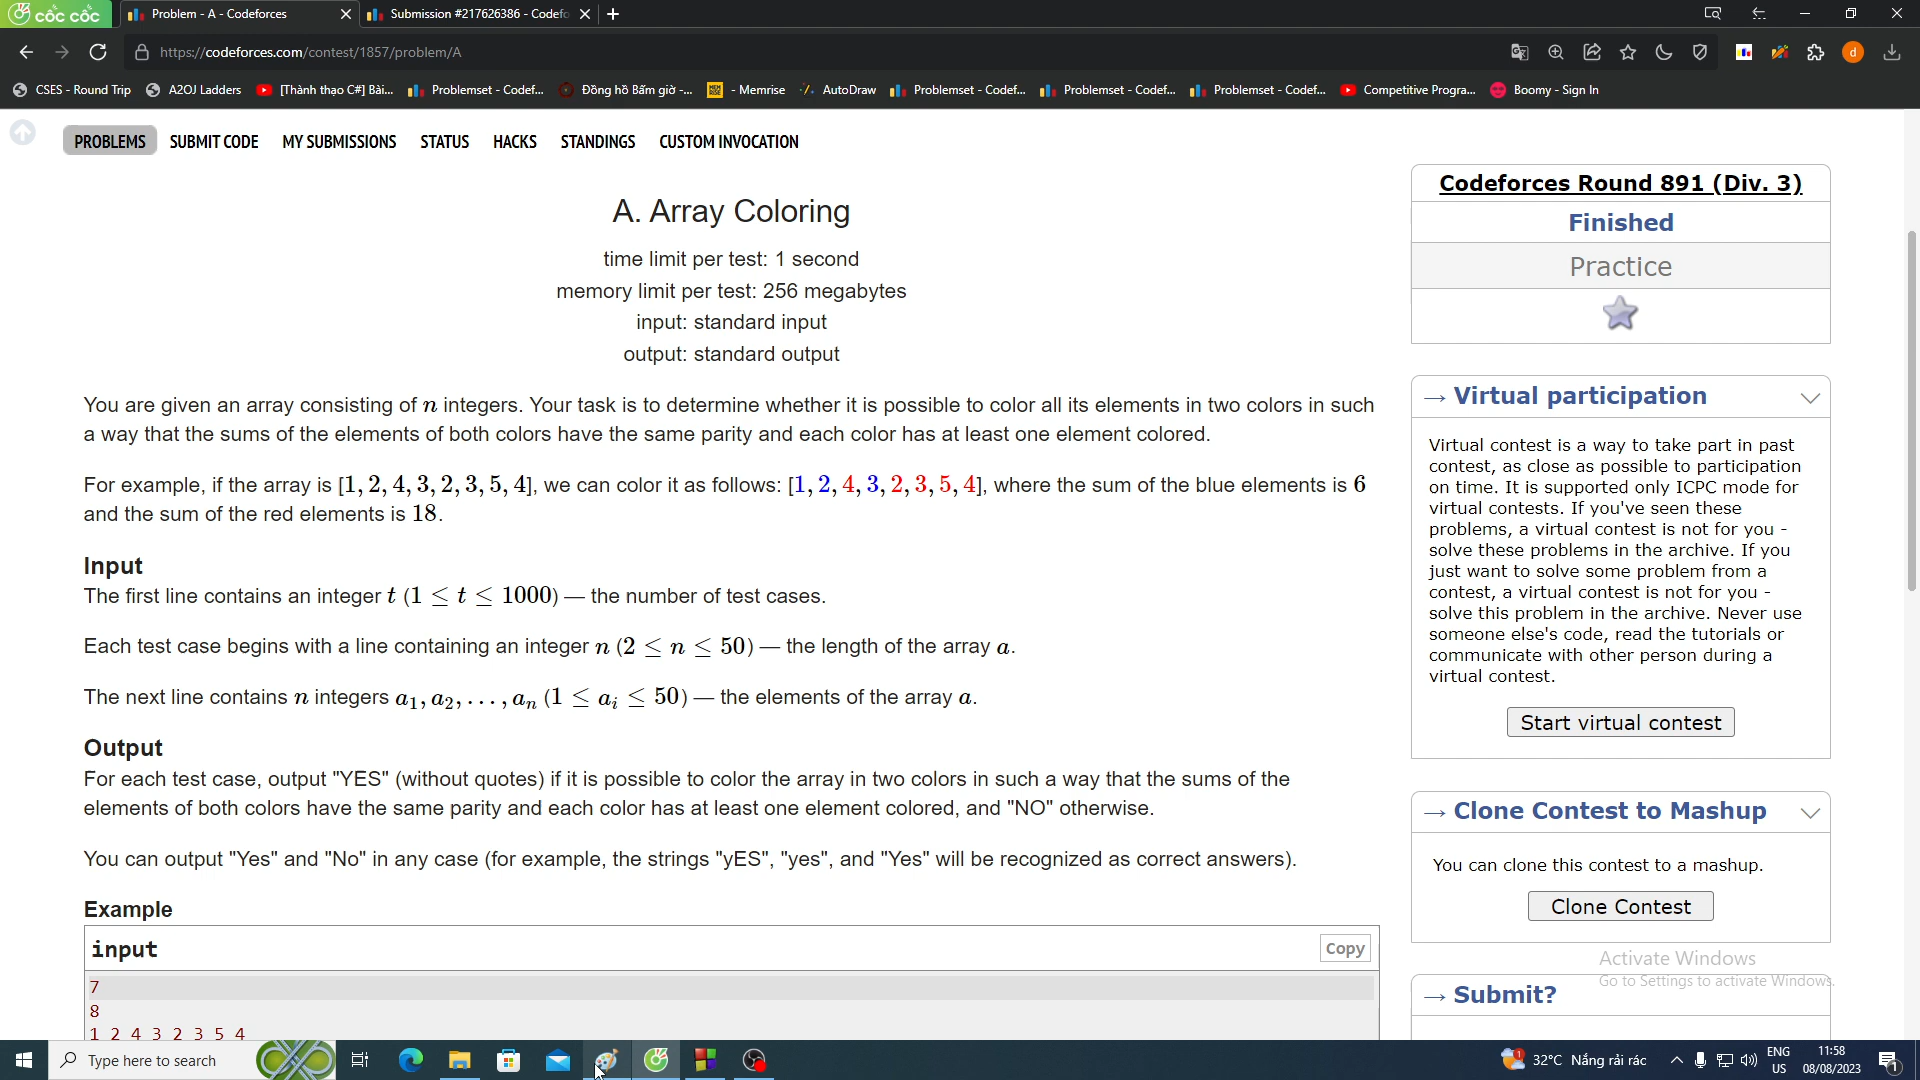 cốc cốc
Problem - A - Codeforces
Submission #217626386 - Codefo
https://codeforces.com/contest/1857/problem/A
d
CSES - Round Trip
A2OJ Ladders
[Thành thạo C#] Bài...
Problemset - Codef...
Đồng hồ Bấm giờ -...
- Memrise
AutoDraw
Problemset - Codef...
Problemset - Codef...
Problemset - Codef...
Competitive Progra...
Boomy - Sign In
PROBLEMS SUBMIT CODE MY SUBMISSIONS STATUS HACKS STANDINGS CUSTOM INVOCATION
A. Array Coloring
time limit per test: 1 second
memory limit per test: 256 megabytes
input: standard input
output: standard output
You are given an array consisting of n integers. Your task is to determine whether it is possible to color all its elements in two colors in such
a way that the sums of the elements of both colors have the same parity and each color has at least one element colored.
For example, if the array is [1, 2, 4, 3, 2, 3, 5, 4], we can color it as follows: [1, 2, 4, 3, 2, 3, 5, 4], where the sum of the blue elements is 6
and the sum of the red elements is 18.
Input
The first line contains an integer t (1 ≤ t ≤ 1000) — the number of test cases.
Each test case begins with a line containing an integer n (2 ≤ n ≤ 50) — the length of the array a.
The next line contains n integers a₁, a₂, . . . , aₙ (1 ≤ aᵢ ≤ 50) — the elements of the array a.
Output
For each test case, output "YES" (without quotes) if it is possible to color the array in two colors in such a way that the sums of the
elements of both colors have the same parity and each color has at least one element colored, and "NO" otherwise.
You can output "Yes" and "No" in any case (for example, the strings "yES", "yes", and "Yes" will be recognized as correct answers).
Example
input
Copy
7
8
1 2 4 3 2 3 5 4
Codeforces Round 891 (Div. 3)
Finished
Practice
→ Virtual participation
Virtual contest is a way to take part in past
contest, as close as possible to participation
on time. It is supported only ICPC mode for
virtual contests. If you've seen these
problems, a virtual contest is not for you -
solve these problems in the archive. If you
just want to solve some problem from a
contest, a virtual contest is not for you -
solve this problem in the archive. Never use
someone else's code, read the tutorials or
communicate with other person during a
virtual contest.
Start virtual contest
→ Clone Contest to Mashup
You can clone this contest to a mashup.
Clone Contest
→ Submit?
Activate Windows
Go to Settings to activate Windows.
Type here to search
32°C Nắng rải rác
ENG
US
11:58
08/08/2023
1